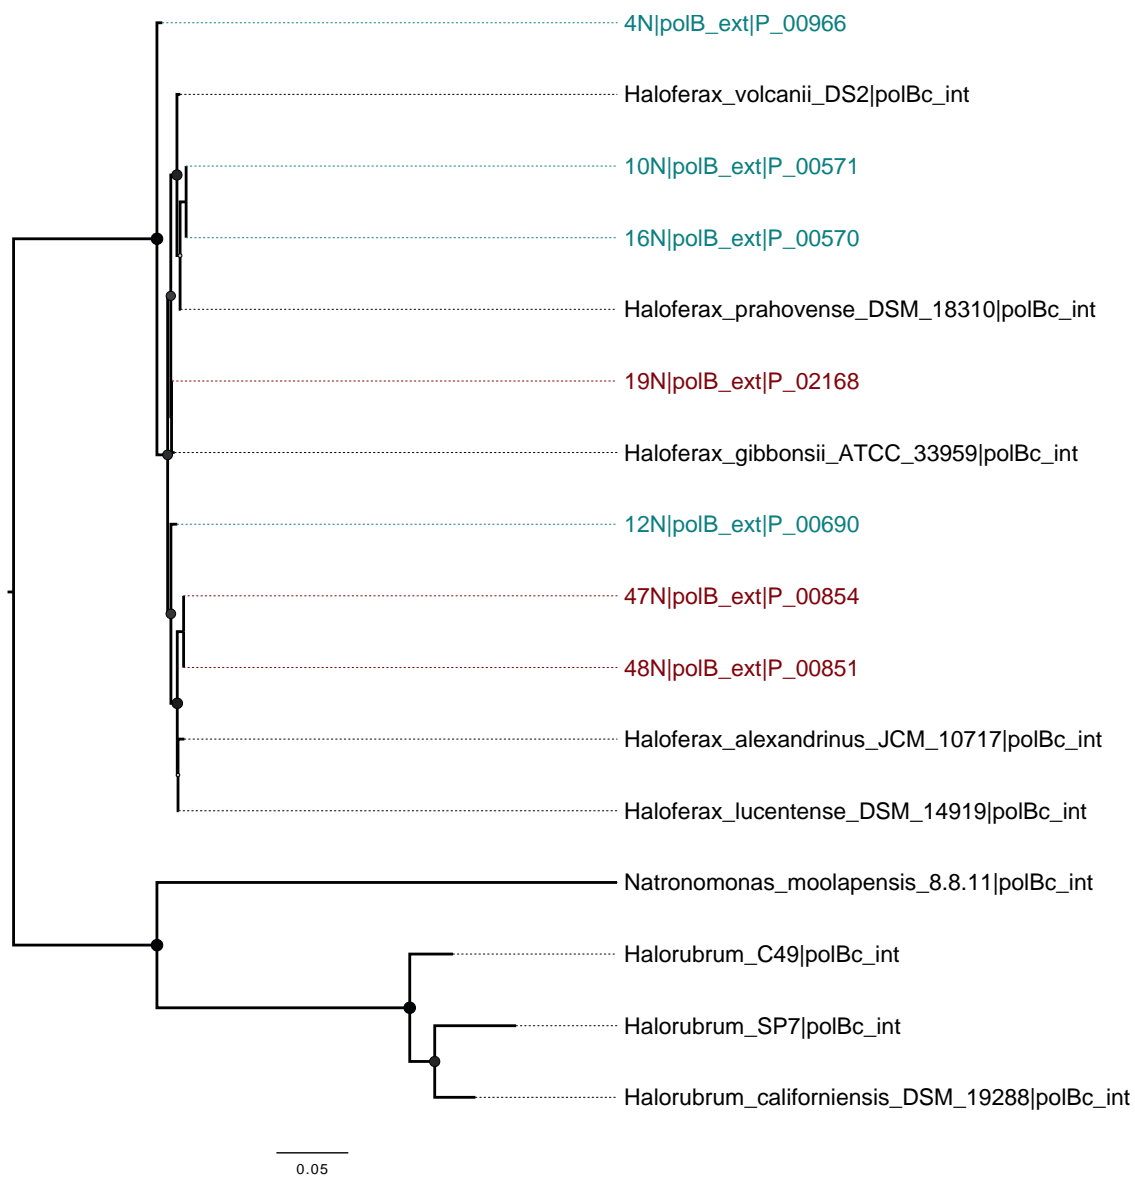 4N|polB_ext|P_00966
Haloferax_volcanii_DS2|polBc_int
10N|polB_ext|P_00571
16N|polB_ext|P_00570
Haloferax_prahovense_DSM_18310|polBc_int
19N|polB_ext|P_02168
Haloferax_gibbonsii_ATCC_33959|polBc_int
12N|polB_ext|P_00690
47N|polB_ext|P_00854
48N|polB_ext|P_00851
Haloferax_alexandrinus_JCM_10717|polBc_int
Haloferax_lucentense_DSM_14919|polBc_int
Natronomonas_moolapensis_8.8.11|polBc_int
Halorubrum_C49|polBc_int
Halorubrum_SP7|polBc_int
Halorubrum_californiensis_DSM_19288|polBc_int
0.05